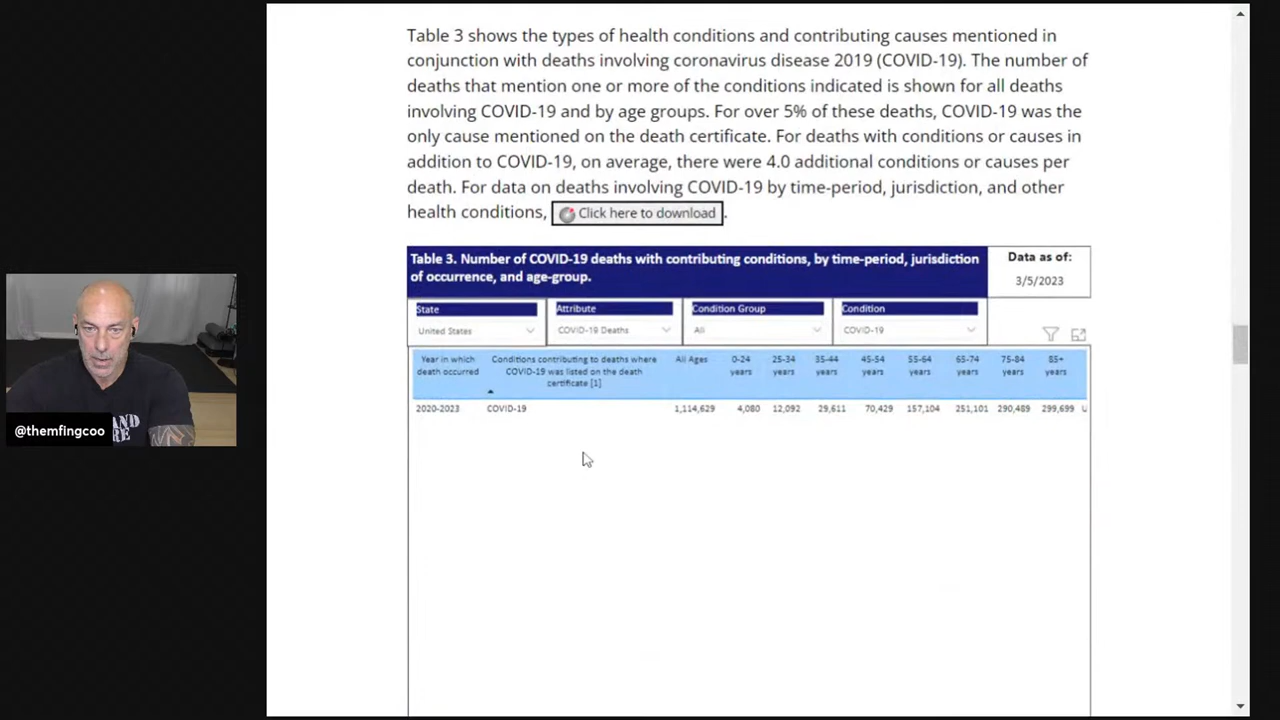 Table 3 shows the types of health conditions and contributing causes mentioned in
conjunction with deaths involving coronavirus disease 2019 (COVID-19). The number of
deaths that mention one or more of the conditions indicated is shown for all deaths
involving COVID-19 and by age groups. For over 5% of these deaths, COVID-19 was the
only cause mentioned on the death certificate. For deaths with conditions or causes in
addition to COVID-19, on average, there were 4.0 additional conditions or causes per
death. For data on deaths involving COVID-19 by time-period, jurisdiction, and other
health conditions, Click here to download.
Table 3. Number of COVID-19 deaths with contributing conditions, by time-period, jurisdiction
of occurrence, and age-group.
Data as of:
3/5/2023
State Attribute Condition Group Condition
United States COVID-19 Deaths All COVID-19
Year in which
death occurred
Conditions contributing to deaths where
COVID-19 was listed on the death
certificate [1]
All Ages
0-24
years
25-34
years
35-44
years
45-54
years
55-64
years
65-74
years
75-84
years
85+
years
2020-2023 COVID-19 1,114,629 4,080 12,092 29,611 70,429 157,104 251,101 290,489 299,699 U
@themfingcoo
AND